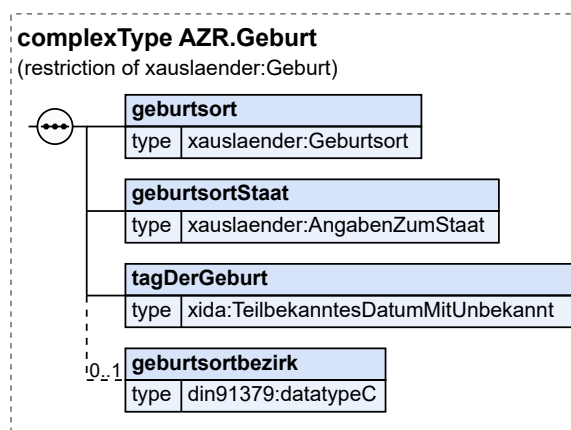 complexType AZR.Geburt
(restriction of xauslaender:Geburt)
geburtsort
type xauslaender:Geburtsort
geburtsortStaat
type xauslaender:AngabenZumStaat
tagDerGeburt
type xida:TeilbekanntesDatumMitUnbekannt
0..1 geburtsortbezirk
type din91379:datatypeC